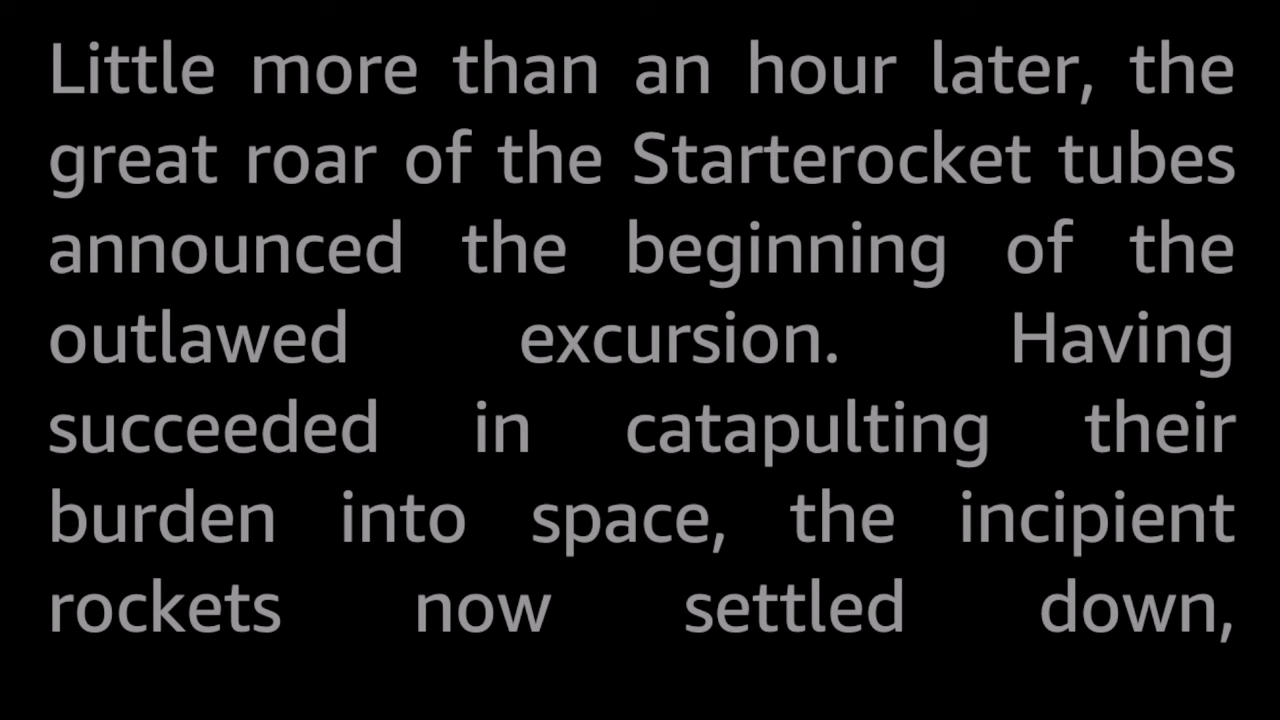 Little more than an hour later, the
great roar of the Starterocket tubes
announced the beginning of the
outlawed excursion. Having
succeeded in catapulting their
burden into space, the incipient
rockets now settled down,